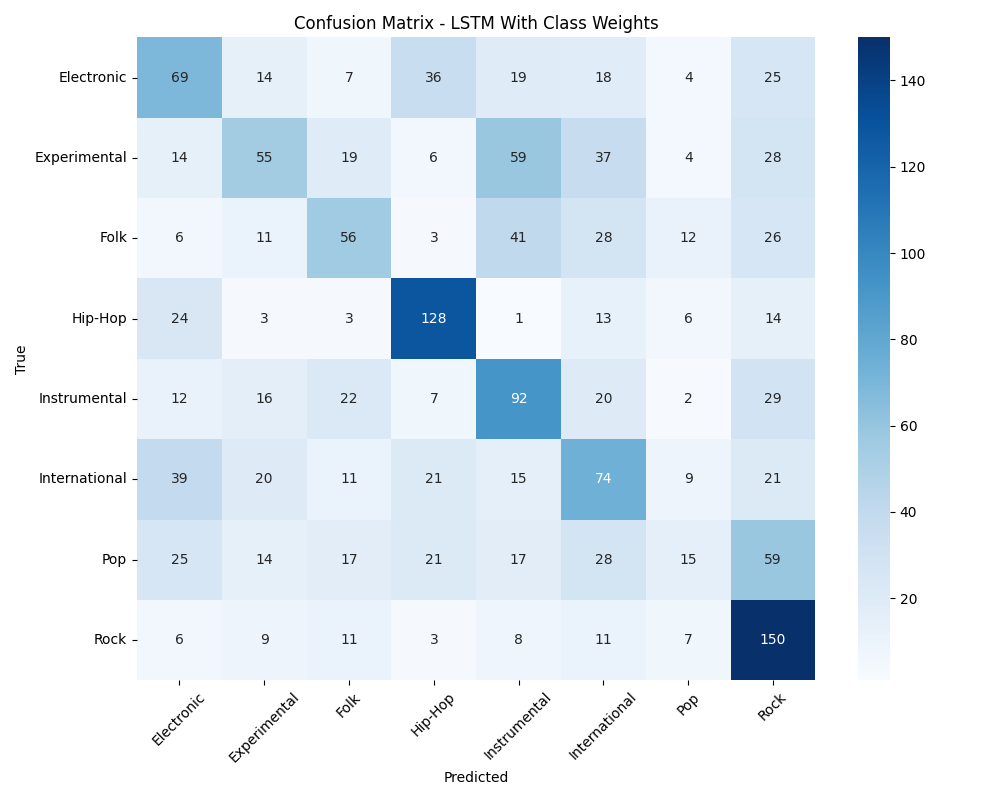 Confusion Matrix - LSTM With Class Weights
Electronic 69 14 7 36 19 18 4 25
Experimental 14 55 19 6 59 37 4 28
Folk 6 11 56 3 41 28 12 26
Hip-Hop 24 3 3 128 1 13 6 14
Instrumental 12 16 22 7 92 20 2 29
International 39 20 11 21 15 74 9 21
Pop 25 14 17 21 17 28 15 59
Rock 6 9 11 3 8 11 7 150
True
Electronic Experimental Folk Hip-Hop Instrumental International Pop Rock
Predicted
140
120
100
80
60
40
20